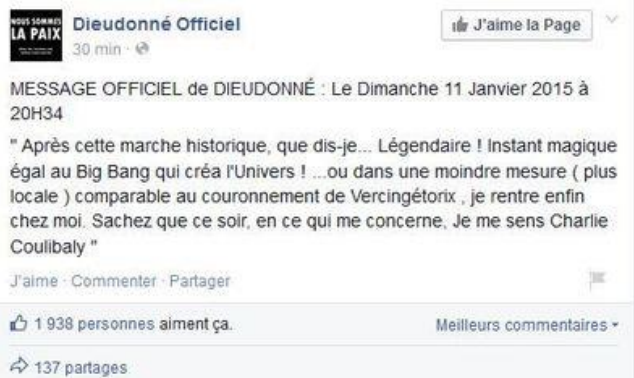 NOUS SOMMES
LA PAIX
Dieudonné Officiel
30 min
J'aime la Page
MESSAGE OFFICIEL de DIEUDONNÉ : Le Dimanche 11 Janvier 2015 à
20H34
" Après cette marche historique, que dis-je... Légendaire ! Instant magique
égal au Big Bang qui créa l'Univers ! ...ou dans une moindre mesure ( plus
locale ) comparable au couronnement de Vercingétorix , je rentre enfin
chez moi. Sachez que ce soir, en ce qui me concerne, Je me sens Charlie
Coulibaly "
J'aime · Commenter · Partager
1 938 personnes aiment ça.
Meilleurs commentaires
137 partages